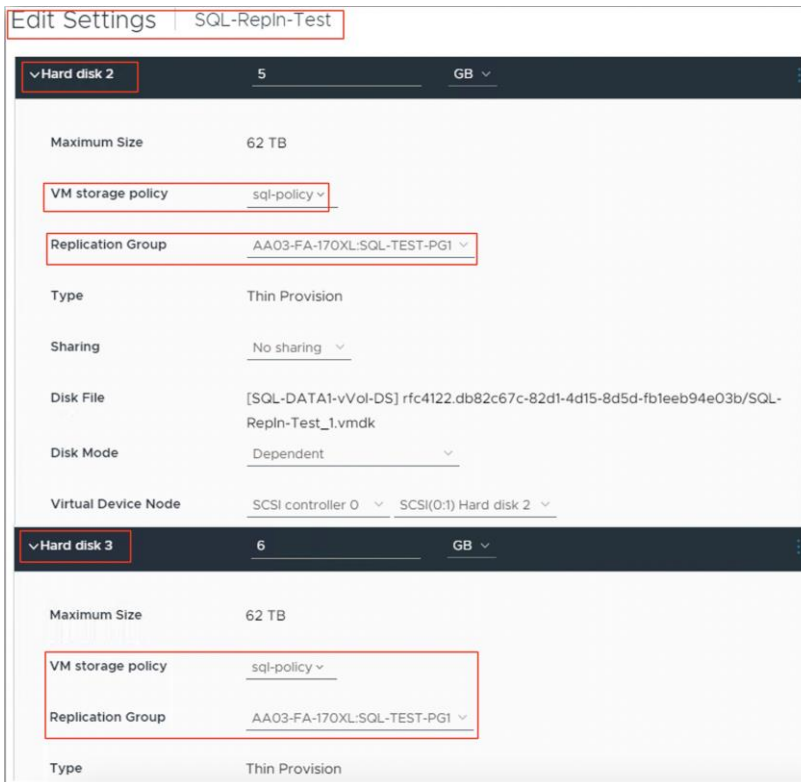 Edit Settings | SQL-Repln-Test
Hard disk 2 5 GB
Maximum Size 62 TB
VM storage policy sql-policy
Replication Group AA03-FA-170XL:SQL-TEST-PG1
Type Thin Provision
Sharing No sharing
Disk File [SQL-DATA1-vVol-DS] rfc4122.db82c67c-82d1-4d15-8d5d-fb1eeb94e03b/SQL-
Repln-Test_1.vmdk
Disk Mode Dependent
Virtual Device Node SCSI controller 0 SCSI(0:1) Hard disk 2
Hard disk 3 6 GB
Maximum Size 62 TB
VM storage policy sql-policy
Replication Group AA03-FA-170XL:SQL-TEST-PG1
Type Thin Provision